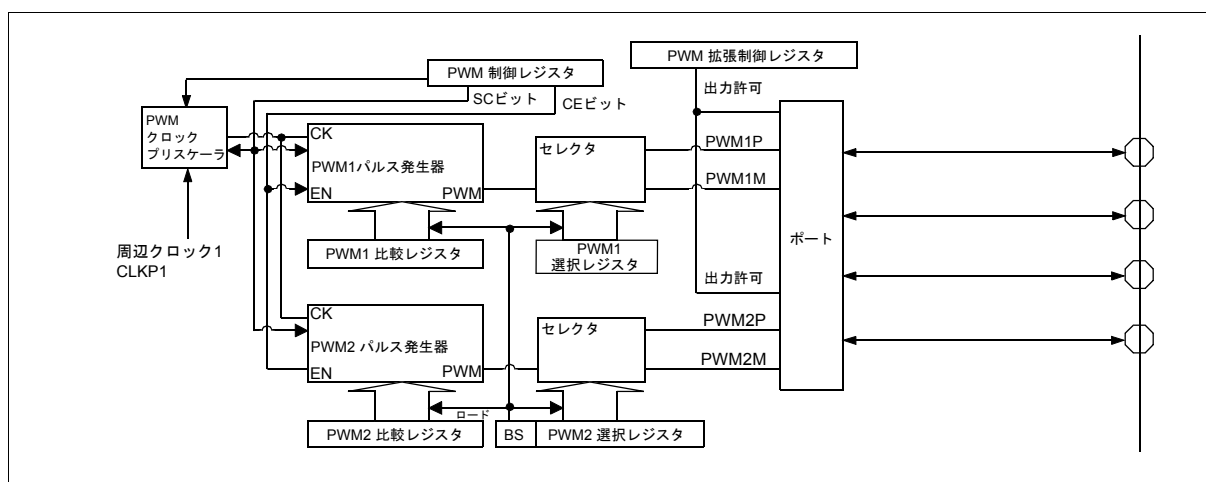 PWM 制御レジスタ
PWM 拡張制御レジスタ
SCビット
CEビット
出力許可
PWM
クロック
プリスケーラ
CK
PWM1パルス発生器
EN
PWM
セレクタ
PWM1P
PWM1M
周辺クロック1
CLKP1
PWM1 比較レジスタ
PWM1
選択レジスタ
ポート
出力許可
CK
PWM2 パルス発生器
EN
PWM
セレクタ
PWM2P
PWM2M
ロード
PWM2 比較レジスタ
BS
PWM2 選択レジスタ